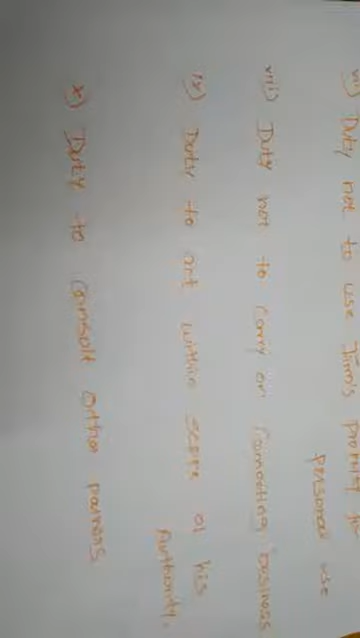 Duty not to use Firms property for
personal use
viii) Duty not to carry on Competing business
ix) Duty to act within scope of his
Authority.
x) Duty to Consult other partners